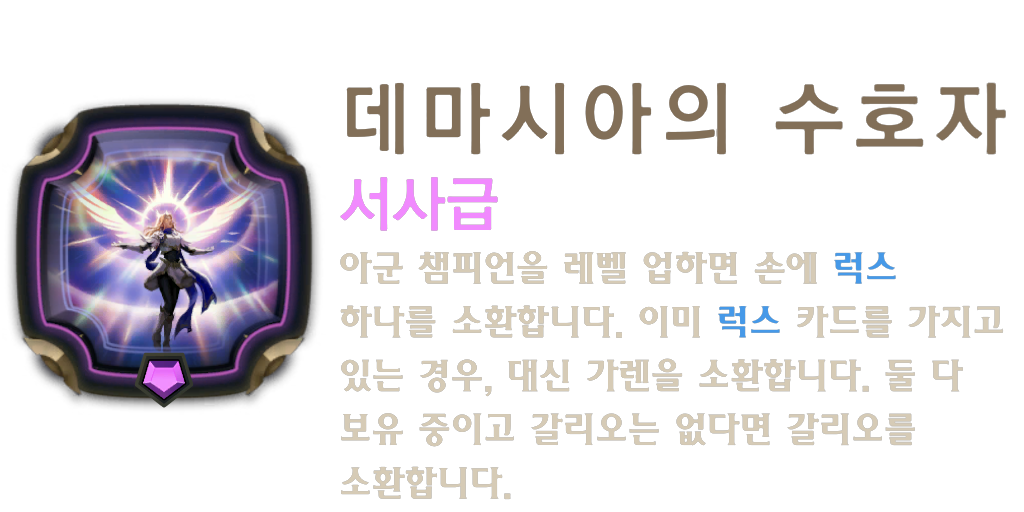 데마시아의 수호자
서사급
아군 챔피언을 레벨 업하면 손에 럭스
하나를 소환합니다. 이미 럭스 카드를 가지고
있는 경우, 대신 가렌을 소환합니다. 둘 다
보유 중이고 갈리오는 없다면 갈리오를
소환합니다.